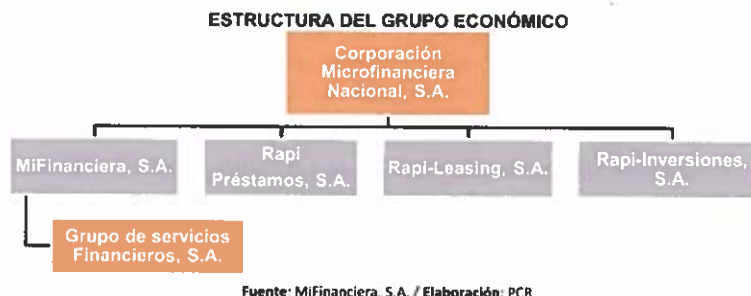 ESTRUCTURA DEL GRUPO ECONÓMICO
Corporación
Microfinanciera
Nacional, S.A.
MiFinanciera, S.A.
Rapi
Préstamos, S.A.
Rapi-Leasing, S.A.
Rapi-Inversiones,
S.A.
Grupo de servicios
Financieros, S.A.
Fuente: MiFinanciera, S.A. / Elaboración: PCR